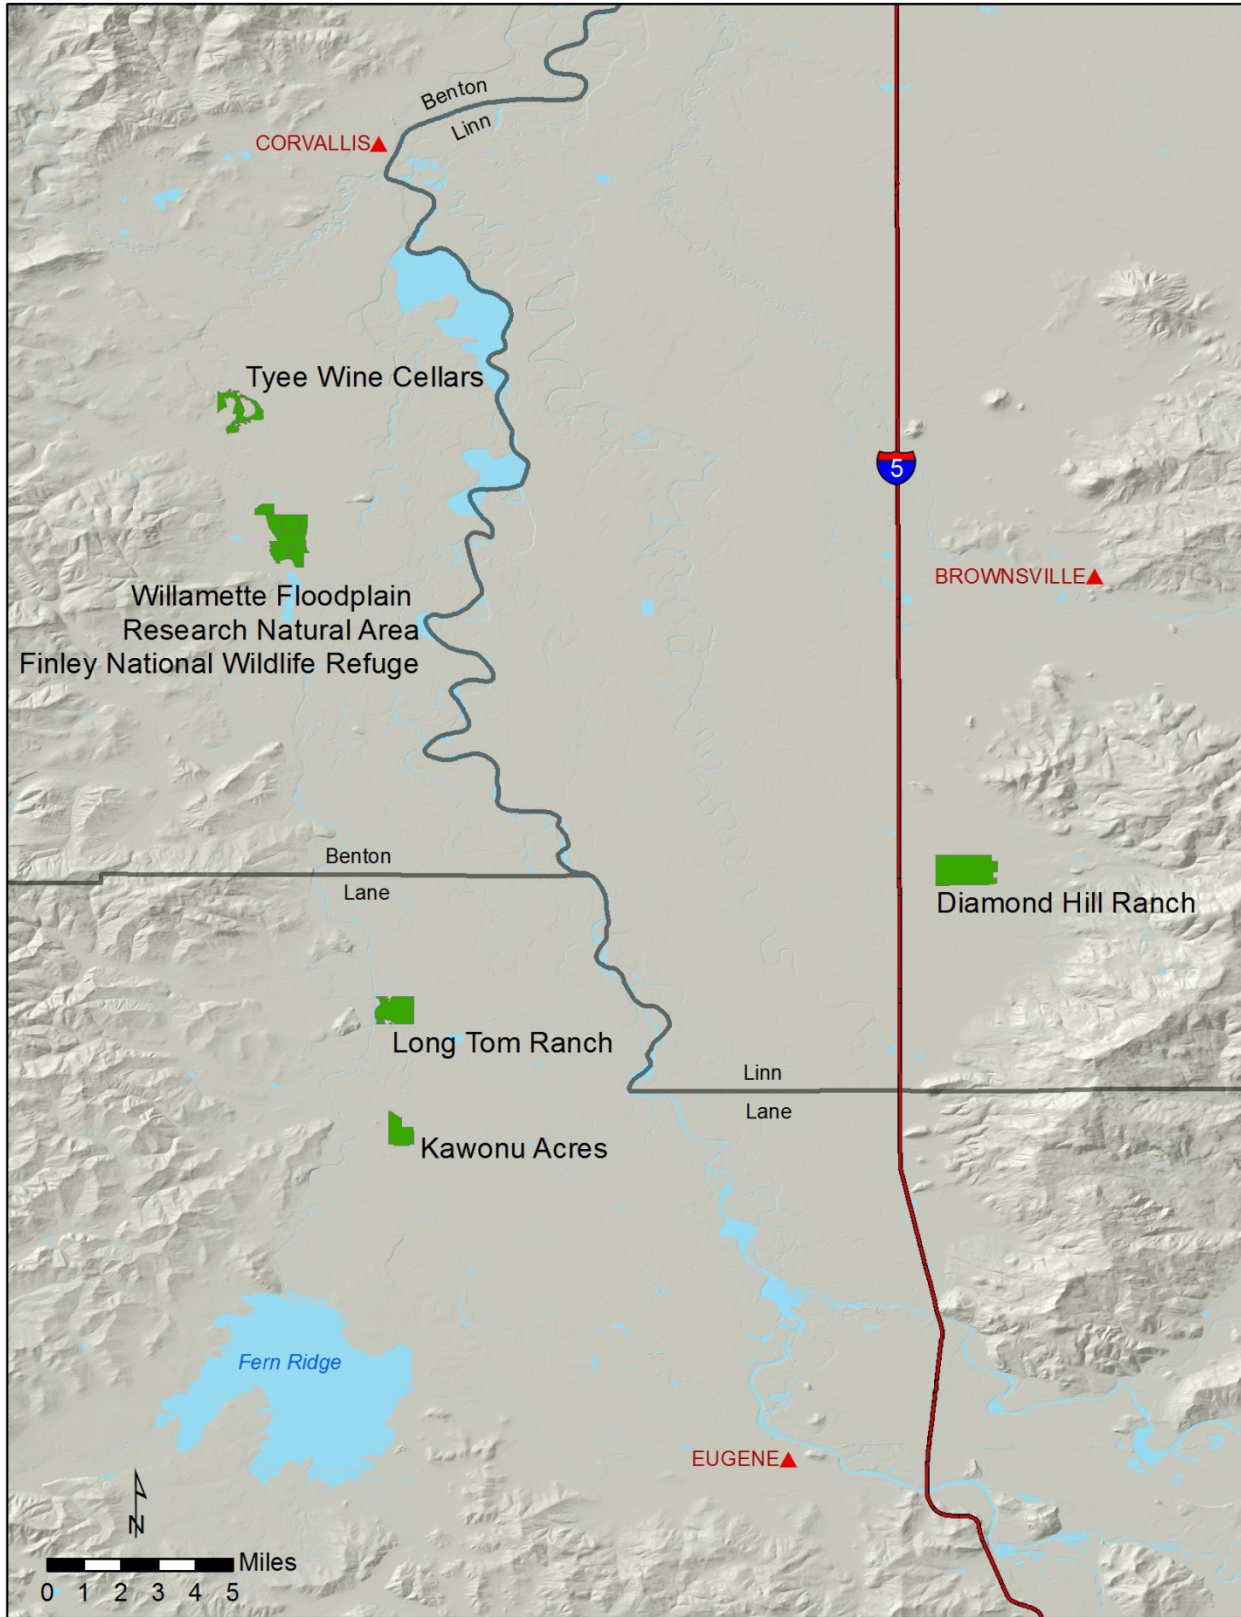 Benton
Linn
CORVALLIS
Tyee Wine Cellars
5
BROWNSVILLE
Willamette Floodplain
Research Natural Area
Finley National Wildlife Refuge
Benton
Lane
Diamond Hill Ranch
Long Tom Ranch
Linn
Lane
Kawonu Acres
Fern Ridge
EUGENE
N
Miles
0 1 2 3 4 5